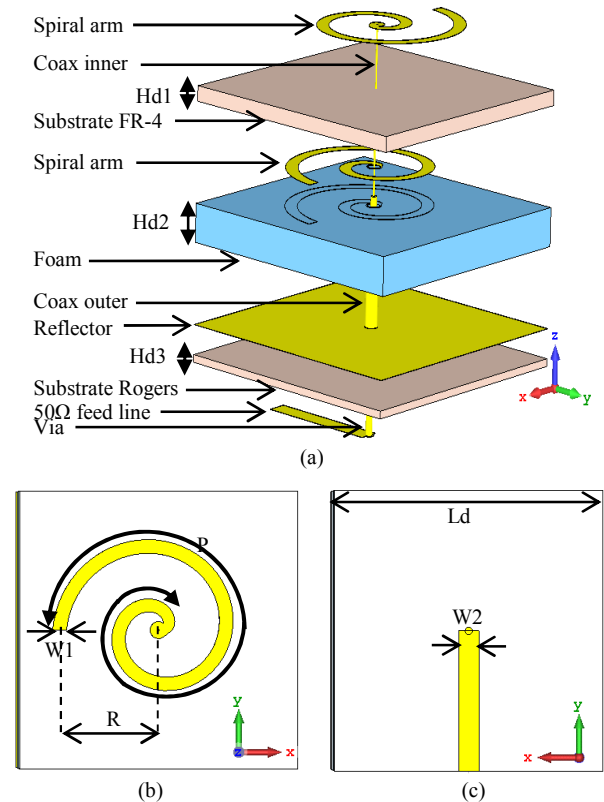 Spiral arm
Coax inner
Hd1
Substrate FR-4
Spiral arm
Hd2
Foam
Coax outer
Reflector
Hd3
Substrate Rogers
50Ω feed line
Via
z
x
y
(a)
P
W1
R
y
z
x
(b)
Ld
W2
y
x
(c)